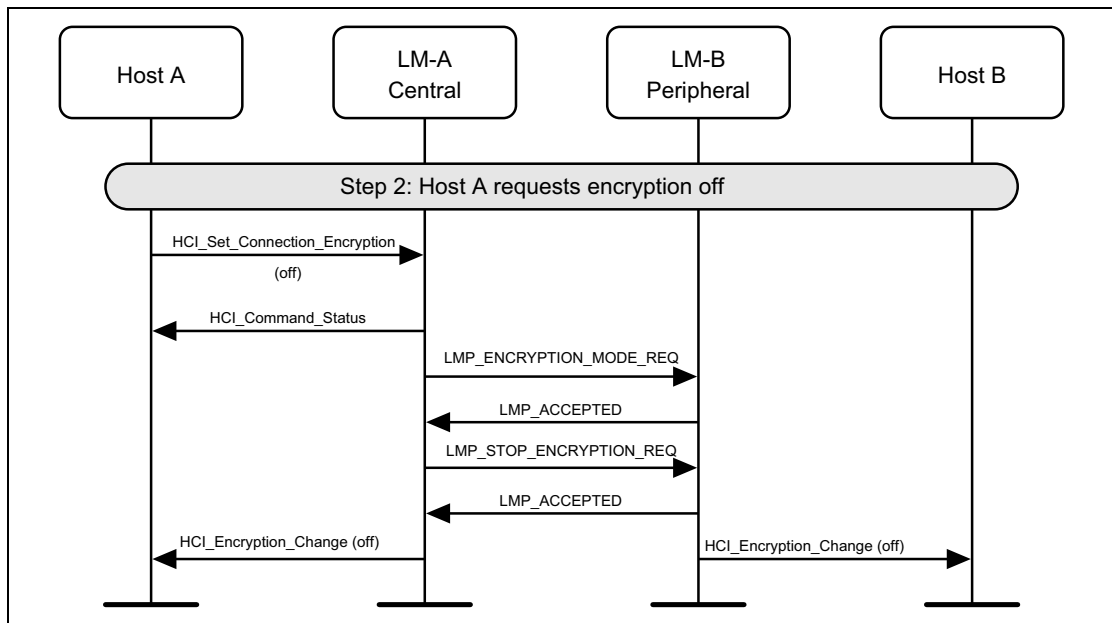 Host A
LM-A
Central
LM-B
Peripheral
Host B
Step 2: Host A requests encryption off
HCI_Set_Connection_Encryption
(off)
HCI_Command_Status
LMP_ENCRYPTION_MODE_REQ
LMP_ACCEPTED
LMP_STOP_ENCRYPTION_REQ
LMP_ACCEPTED
HCI_Encryption_Change (off)
HCI_Encryption_Change (off)